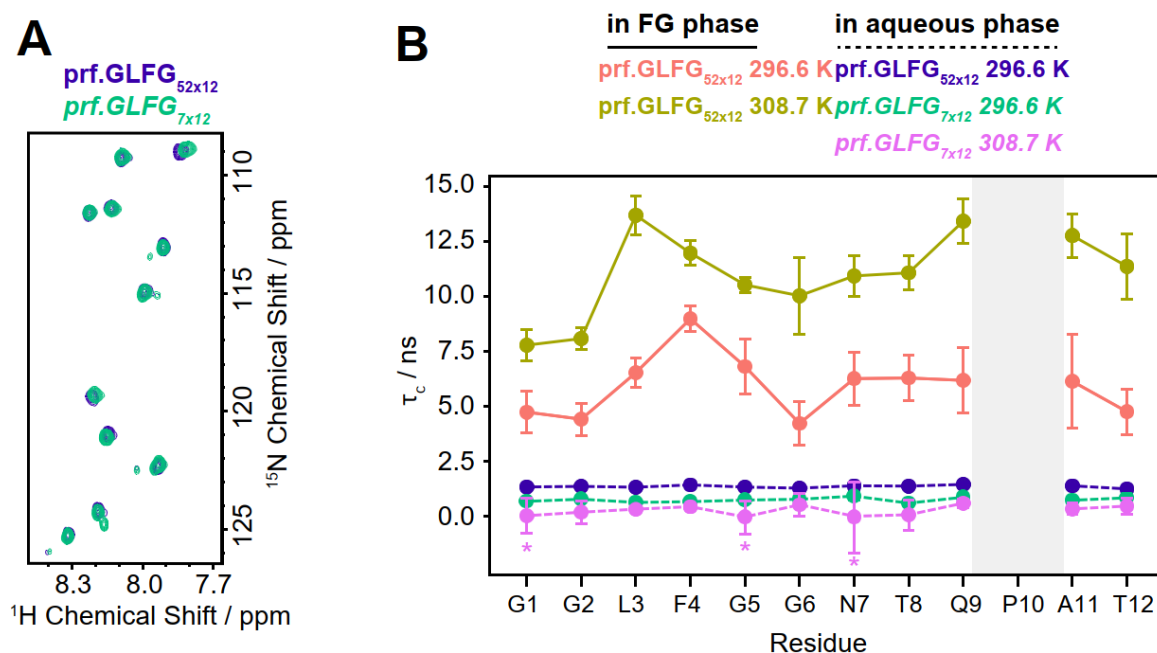 A
prf.GLFG52x12
prf.GLFG7x12
110
115
120
125
15N Chemical Shift / ppm
8.3 8.0 7.7
1H Chemical Shift / ppm
B
in FG phase in aqueous phase
prf.GLFG52x12 296.6 K prf.GLFG52x12 296.6 K
prf.GLFG52x12 308.7 K prf.GLFG7x12 296.6 K
prf.GLFG7x12 308.7 K
15.0
12.5
10.0
7.5
5.0
2.5
0.0
τc / ns
* * *
G1 G2 L3 F4 G5 G6 N7 T8 Q9 P10 A11 T12
Residue